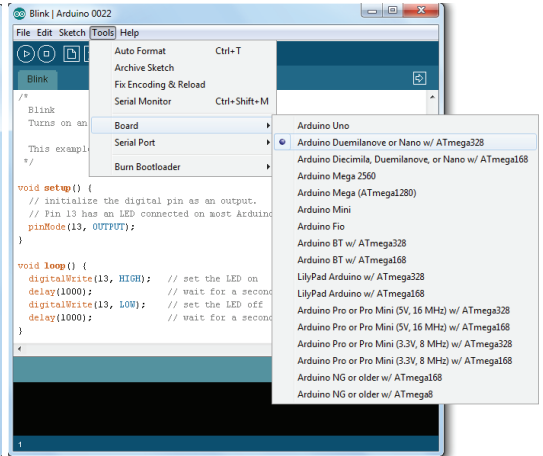 Blink | Arduino 0022
File Edit Sketch Tools Help
Auto Format Ctrl+T
Archive Sketch
Fix Encoding & Reload
Serial Monitor Ctrl+Shift+M
Board
Serial Port
Burn Bootloader
Arduino Uno
Arduino Duemilanove or Nano w/ ATmega328
Arduino Diecimila, Duemilanove, or Nano w/ ATmega168
Arduino Mega 2560
Arduino Mega (ATmega1280)
Arduino Mini
Arduino Fio
Arduino BT w/ ATmega328
Arduino BT w/ ATmega168
LilyPad Arduino w/ ATmega328
LilyPad Arduino w/ ATmega168
Arduino Pro or Pro Mini (5V, 16 MHz) w/ ATmega328
Arduino Pro or Pro Mini (5V, 16 MHz) w/ ATmega168
Arduino Pro or Pro Mini (3.3V, 8 MHz) w/ ATmega328
Arduino Pro or Pro Mini (3.3V, 8 MHz) w/ ATmega168
Arduino NG or older w/ ATmega168
Arduino NG or older w/ ATmega8
Blink
/*
Blink
Turns on an
This exampl
*/
void setup() {
// initialize the digital pin as an output.
// Pin 13 has an LED connected on most Arduino
pinMode(13, OUTPUT);
}
void loop() {
digitalWrite(13, HIGH); // set the LED on
delay(1000); // wait for a second
digitalWrite(13, LOW); // set the LED off
delay(1000); // wait for a second
}
1